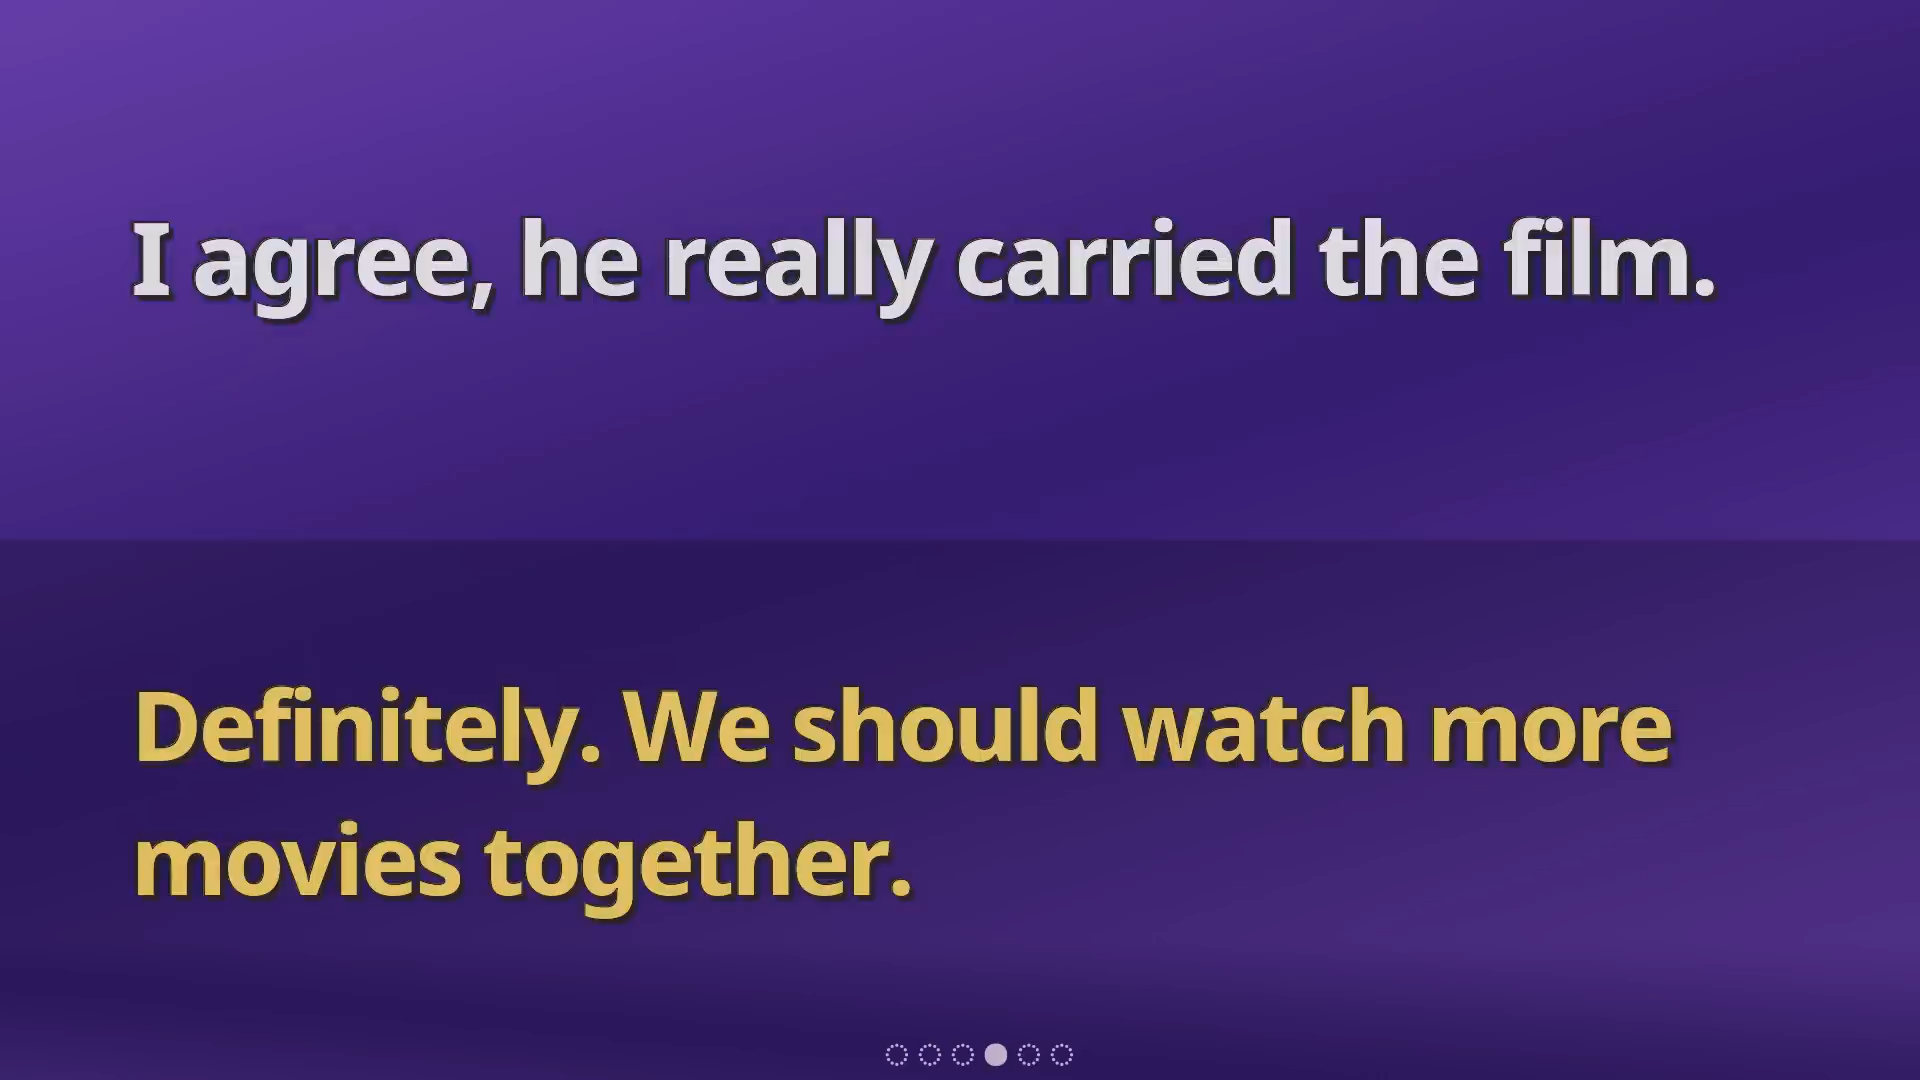 I agree, he really carried the film.
Definitely. We should watch more
movies together.